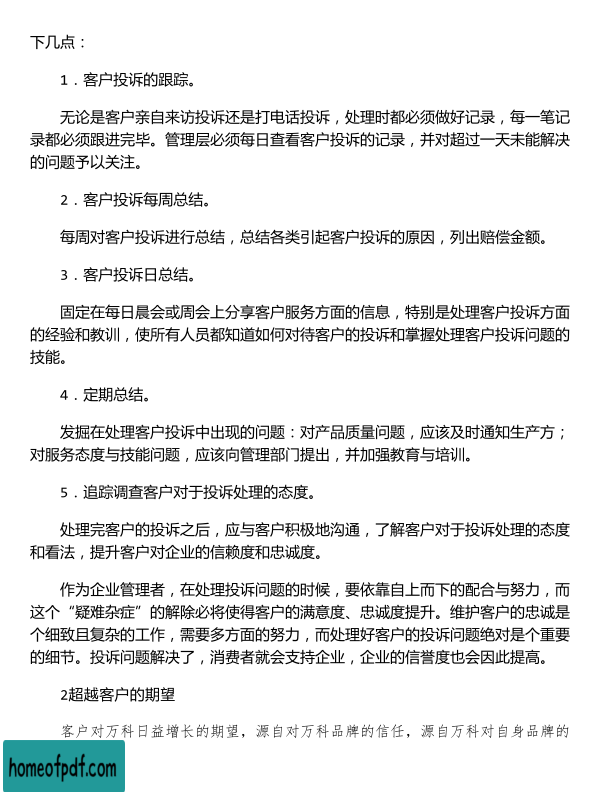 下几点：
1．客户投诉的跟踪。
无论是客户亲自来访投诉还是打电话投诉，处理时都必须做好记录，每一笔记
录都必须跟进完毕。管理层必须每日查看客户投诉的记录，并对超过一天未能解决
的问题予以关注。
2．客户投诉每周总结。
每周对客户投诉进行总结，总结各类引起客户投诉的原因，列出赔偿金额。
3．客户投诉日总结。
固定在每日晨会或周会上分享客户服务方面的信息，特别是处理客户投诉方面
的经验和教训，使所有人员都知道如何对待客户的投诉和掌握处理客户投诉问题的
技能。
4．定期总结。
发掘在处理客户投诉中出现的问题：对产品质量问题，应该及时通知生产方；
对服务态度与技能问题，应该向管理部门提出，并加强教育与培训。
5．追踪调查客户对于投诉处理的态度。
处理完客户的投诉之后，应与客户积极地沟通，了解客户对于投诉处理的态度
和看法，提升客户对企业的信赖度和忠诚度。
作为企业管理者，在处理投诉问题的时候，要依靠自上而下的配合与努力，而
这个“疑难杂症”的解除必将使得客户的满意度、忠诚度提升。维护客户的忠诚是
个细致且复杂的工作，需要多方面的努力，而处理好客户的投诉问题绝对是个重要
的细节。投诉问题解决了，消费者就会支持企业，企业的信誉度也会因此提高。
2超越客户的期望
客户对万科日益增长的期望，源自对万科品牌的信任，源自万科对自身品牌的
homeofpdf.com